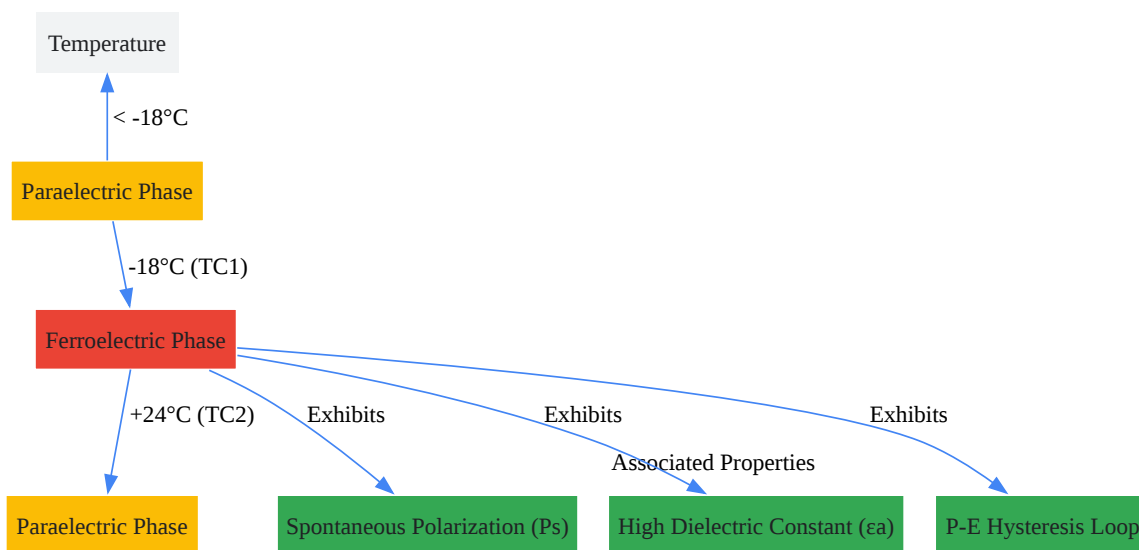 Temperature
< -18°C
Paraelectric Phase
-18°C (TC1)
Ferroelectric Phase
+24°C (TC2)
Exhibits
Exhibits
Exhibits
Associated Properties
Paraelectric Phase
Spontaneous Polarization (Ps)
High Dielectric Constant (εa)
P-E Hysteresis Loop